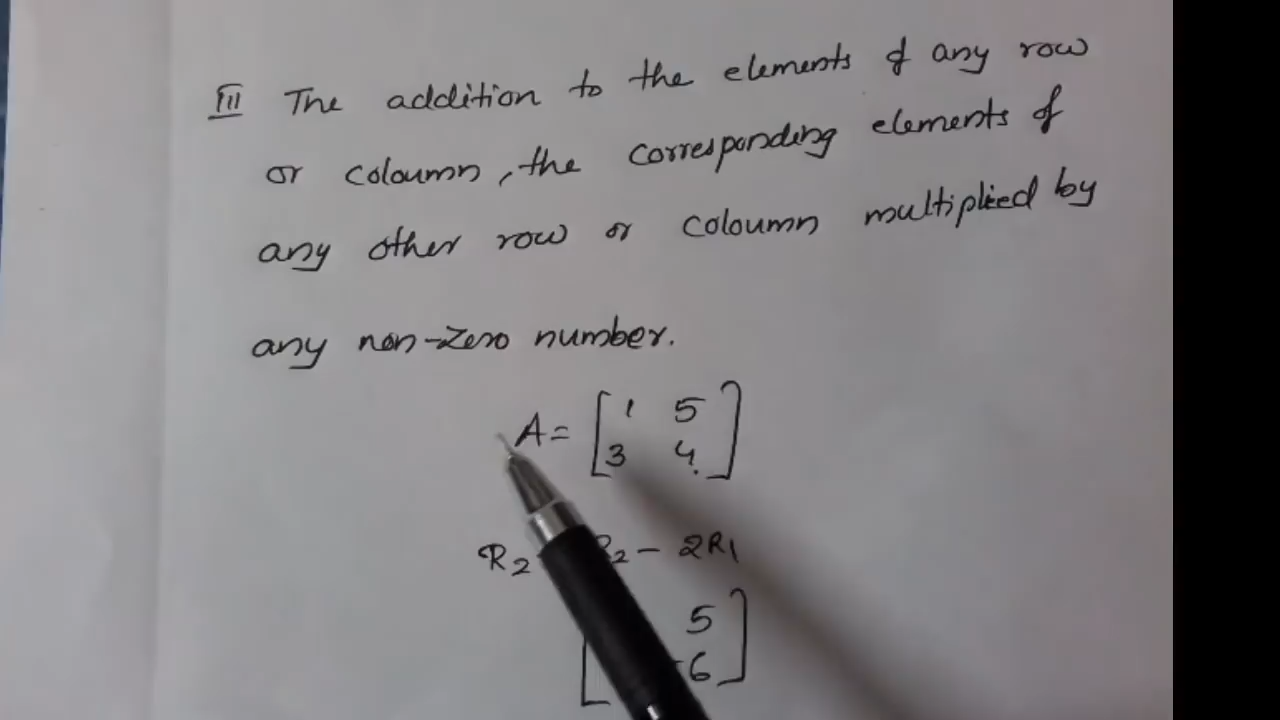 III The addition to the elements of any row
or coloumn, the corresponding elements of
any other row or coloumn multiplied by
any non-zero number.
A = [ 1 5
3 4 ]
R2 R2 - 2R1
[ 5
-6 ]